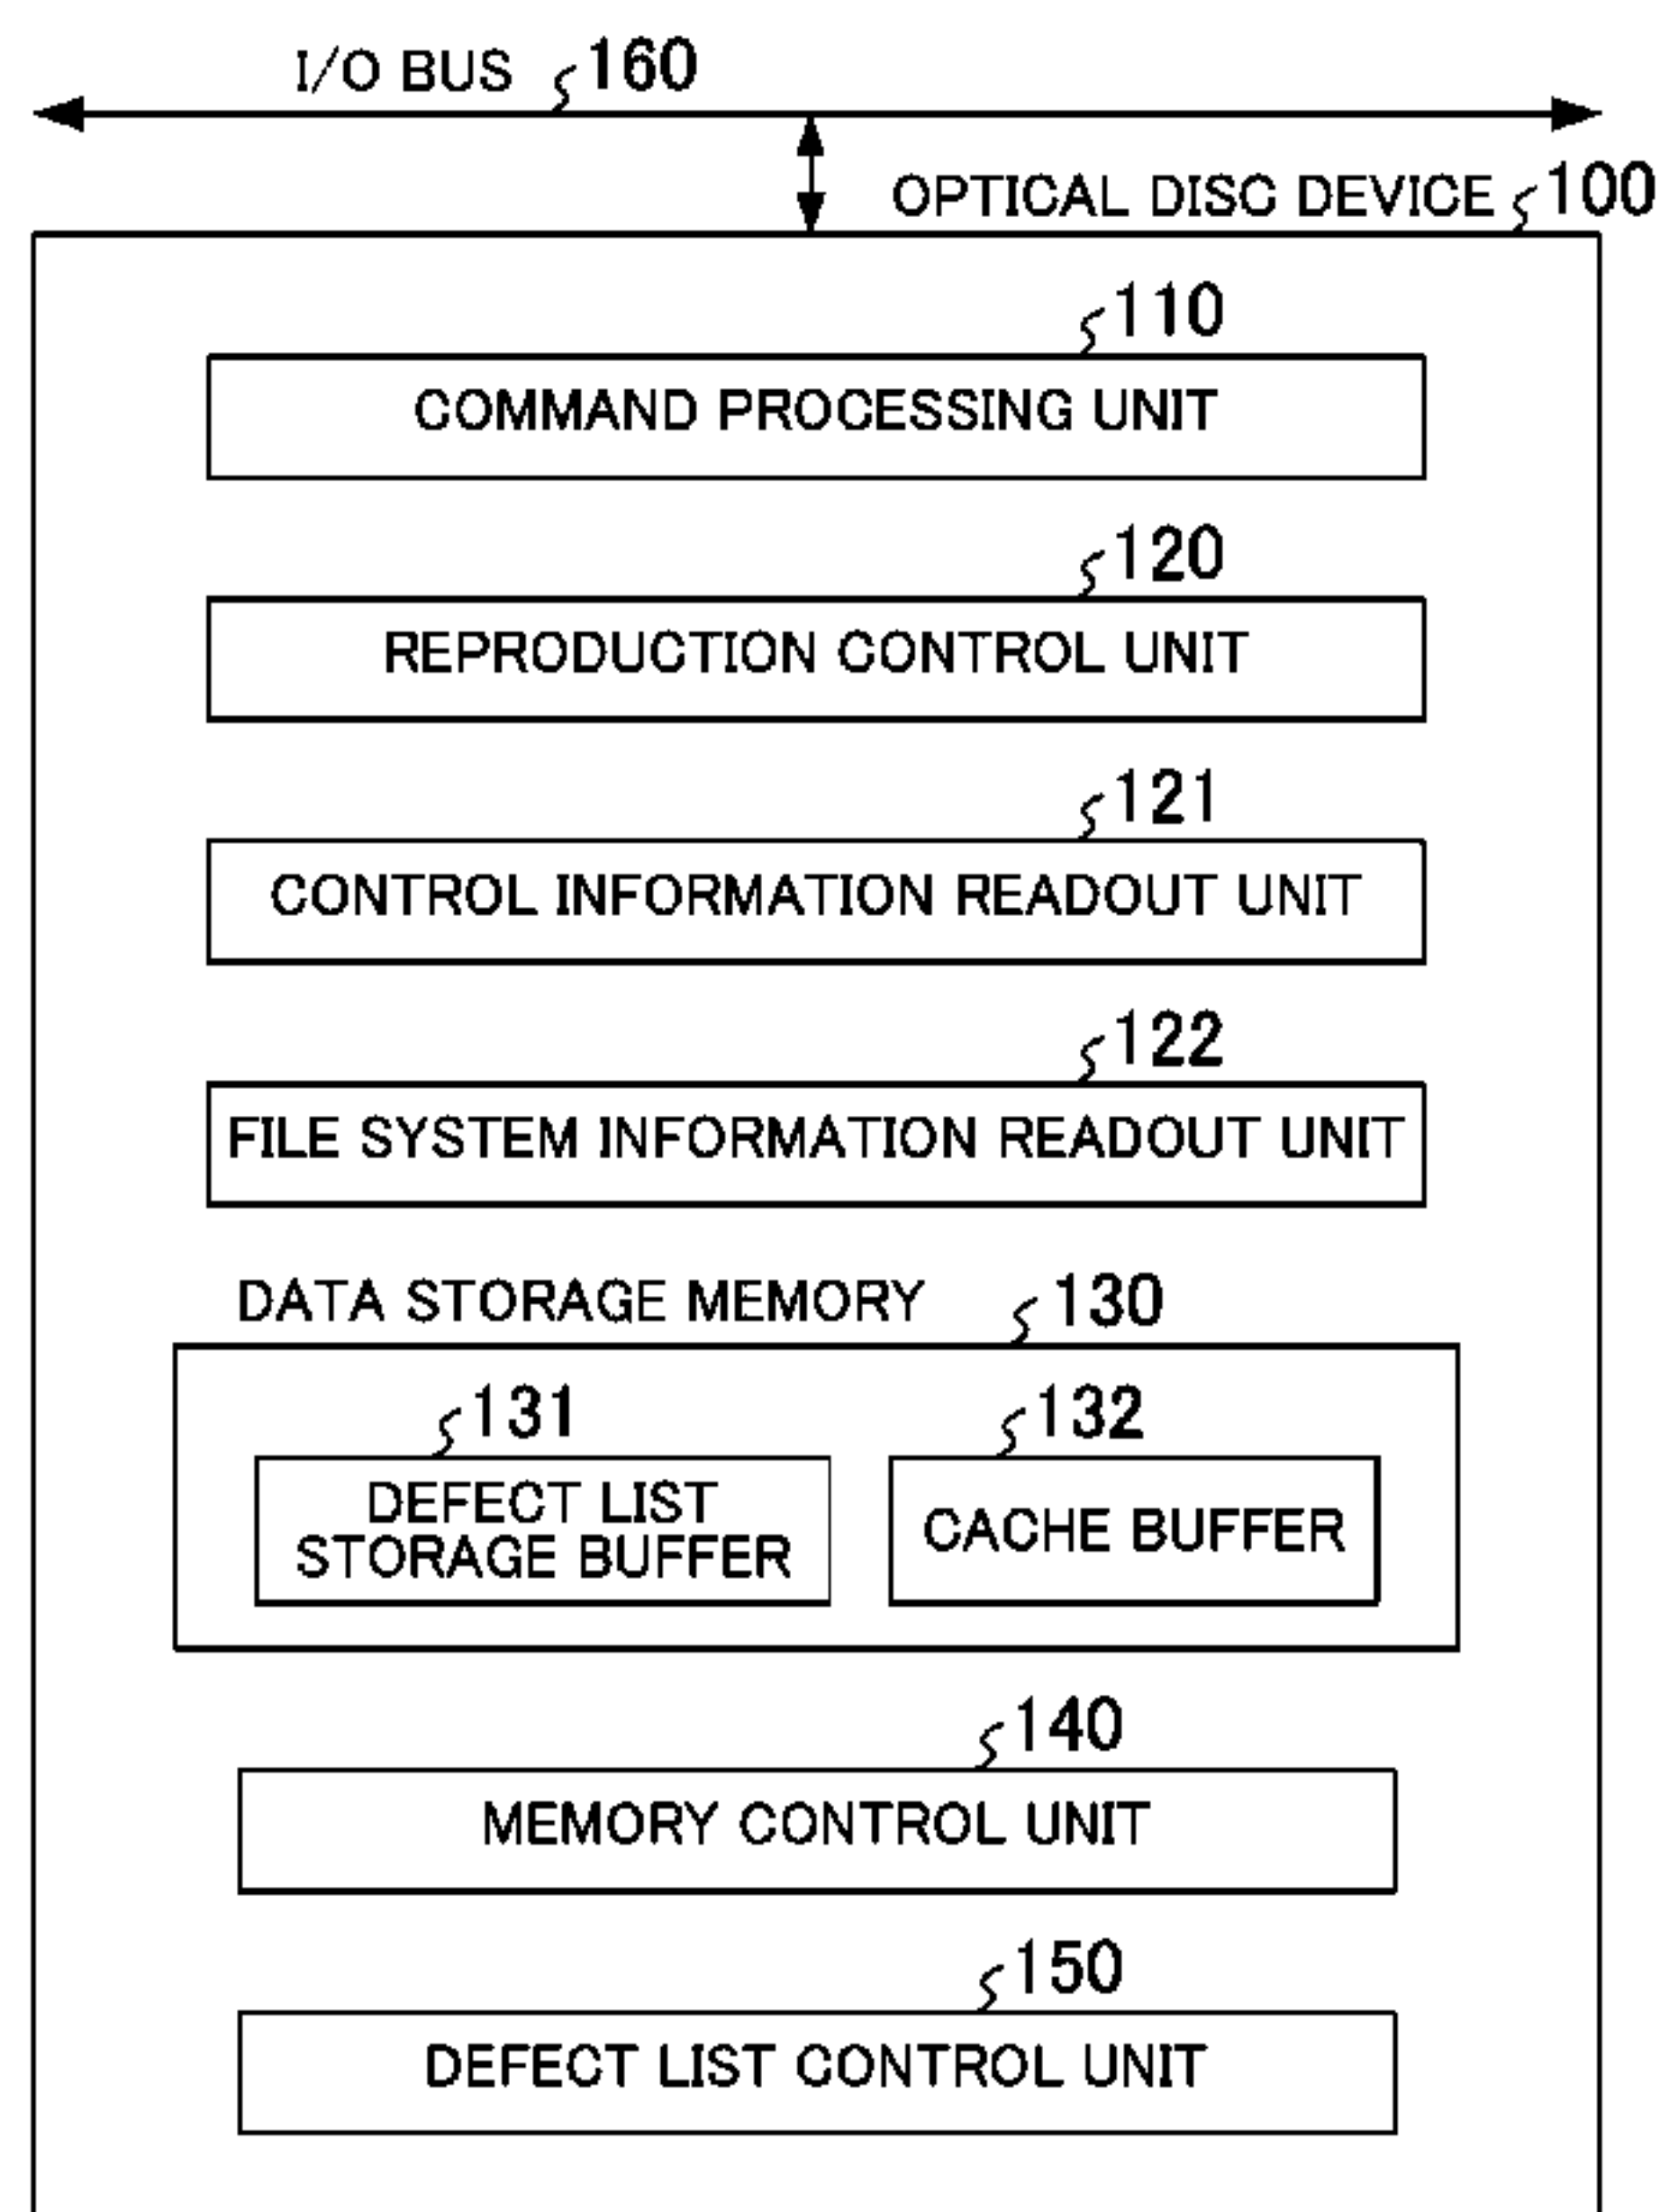 I/O BUS 160
OPTICAL DISC DEVICE 100
110
COMMAND PROCESSING UNIT
120
REPRODUCTION CONTROL UNIT
121
CONTROL INFORMATION READOUT UNIT
122
FILE SYSTEM INFORMATION READOUT UNIT
DATA STORAGE MEMORY 130
131
DEFECT LIST
STORAGE BUFFER
132
CACHE BUFFER
140
MEMORY CONTROL UNIT
150
DEFECT LIST CONTROL UNIT